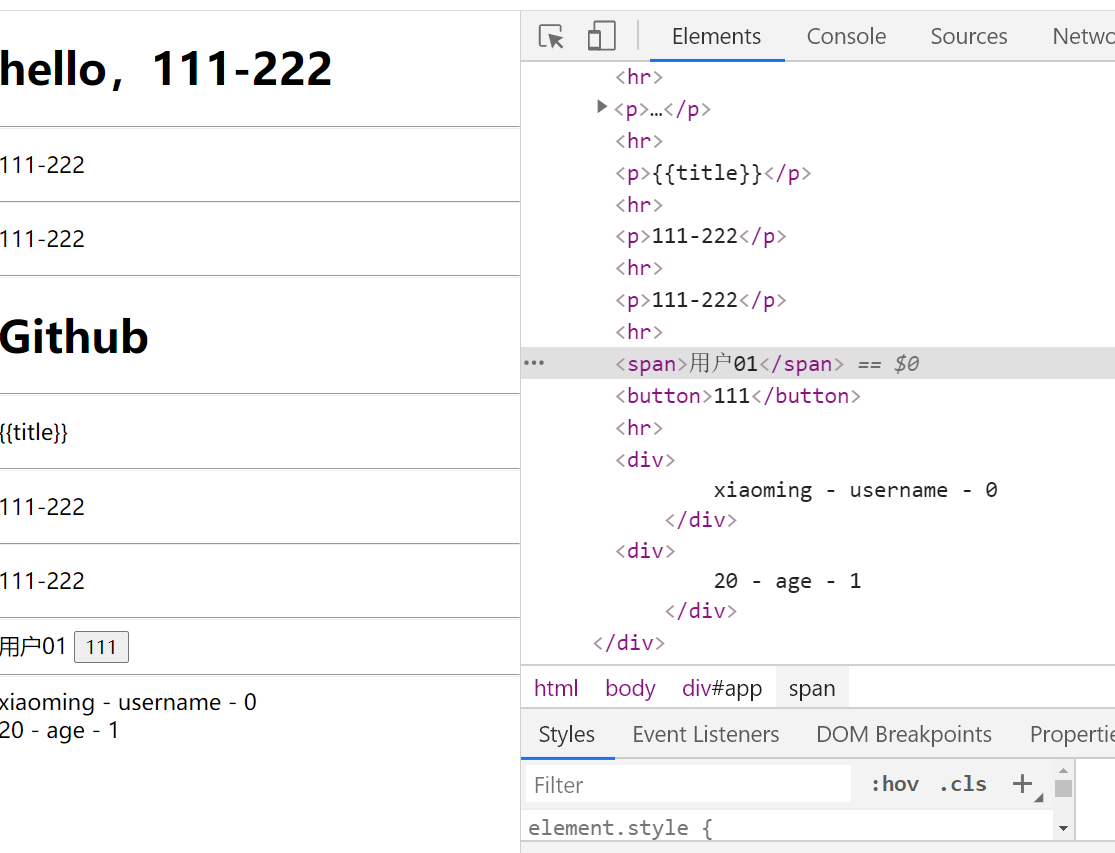 hello，111-222
111-222
111-222
Github
{{title}}
111-222
111-222
用户01 111
xiaoming - username - 0
20 - age - 1
Elements Console Sources
<hr>
<p>…</p>
<hr>
<p>{{title}}</p>
<hr>
<p>111-222</p>
<hr>
<p>111-222</p>
<hr>
<span>用户01</span> == $0
<button>111</button>
<hr>
<div>
xiaoming - username - 0
</div>
<div>
20 - age - 1
</div>
</div>
html body div#app span
Styles Event Listeners DOM Breakpoints
Filter :hov .cls +
element.style {